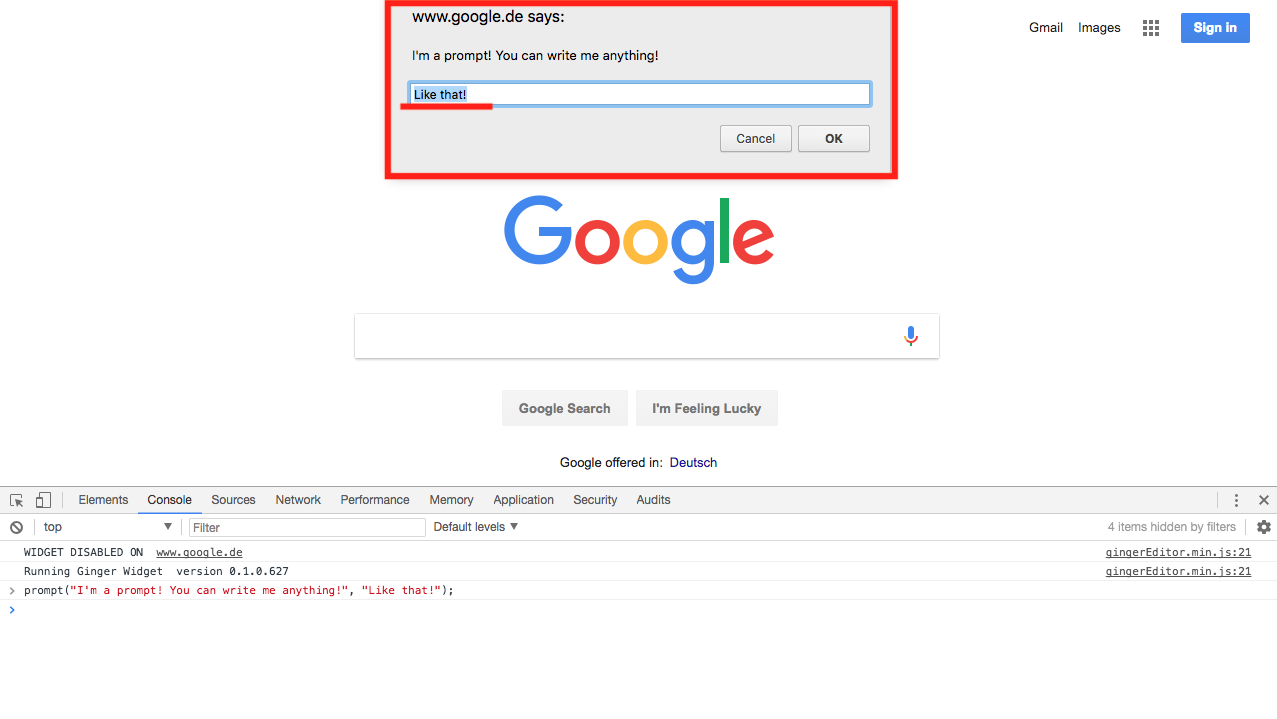 www.google.de says:
Gmail Images Sign in
I'm a prompt! You can write me anything!
Like that!
Cancel OK
Google
Google Search I'm Feeling Lucky
Google offered in: Deutsch
Elements Console Sources Network Performance Memory Application Security Audits
top Filter Default levels 4 items hidden by filters
WIDGET DISABLED ON www.google.de gingerEditor.min.js:21
Running Ginger Widget version 0.1.0.627 gingerEditor.min.js:21
prompt("I'm a prompt! You can write me anything!", "Like that!");